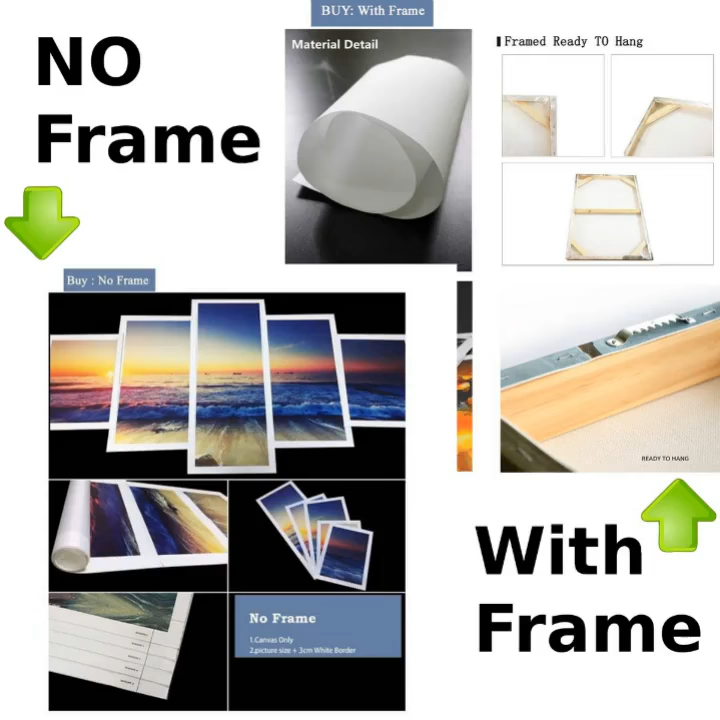 BUY: With Frame
NO
Frame
Material Detail
Framed Ready TO Hang
Buy : No Frame
READY TO HANG
With
Frame
No Frame
1.Canvas Only
2.picture size + 3cm White Border